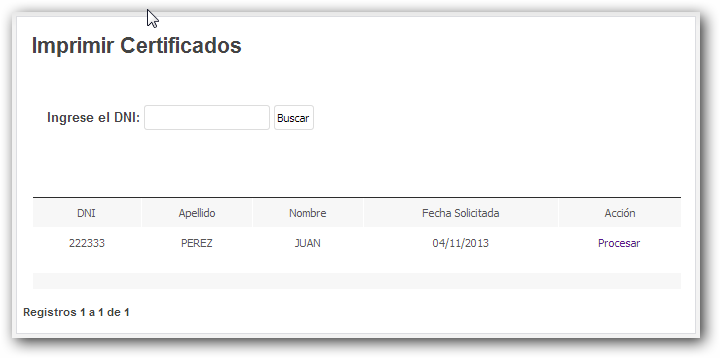 Imprimir Certificados
Ingrese el DNI: Buscar
DNI Apellido Nombre Fecha Solicitada Acción
222333 PEREZ JUAN 04/11/2013 Procesar
Registros 1 a 1 de 1